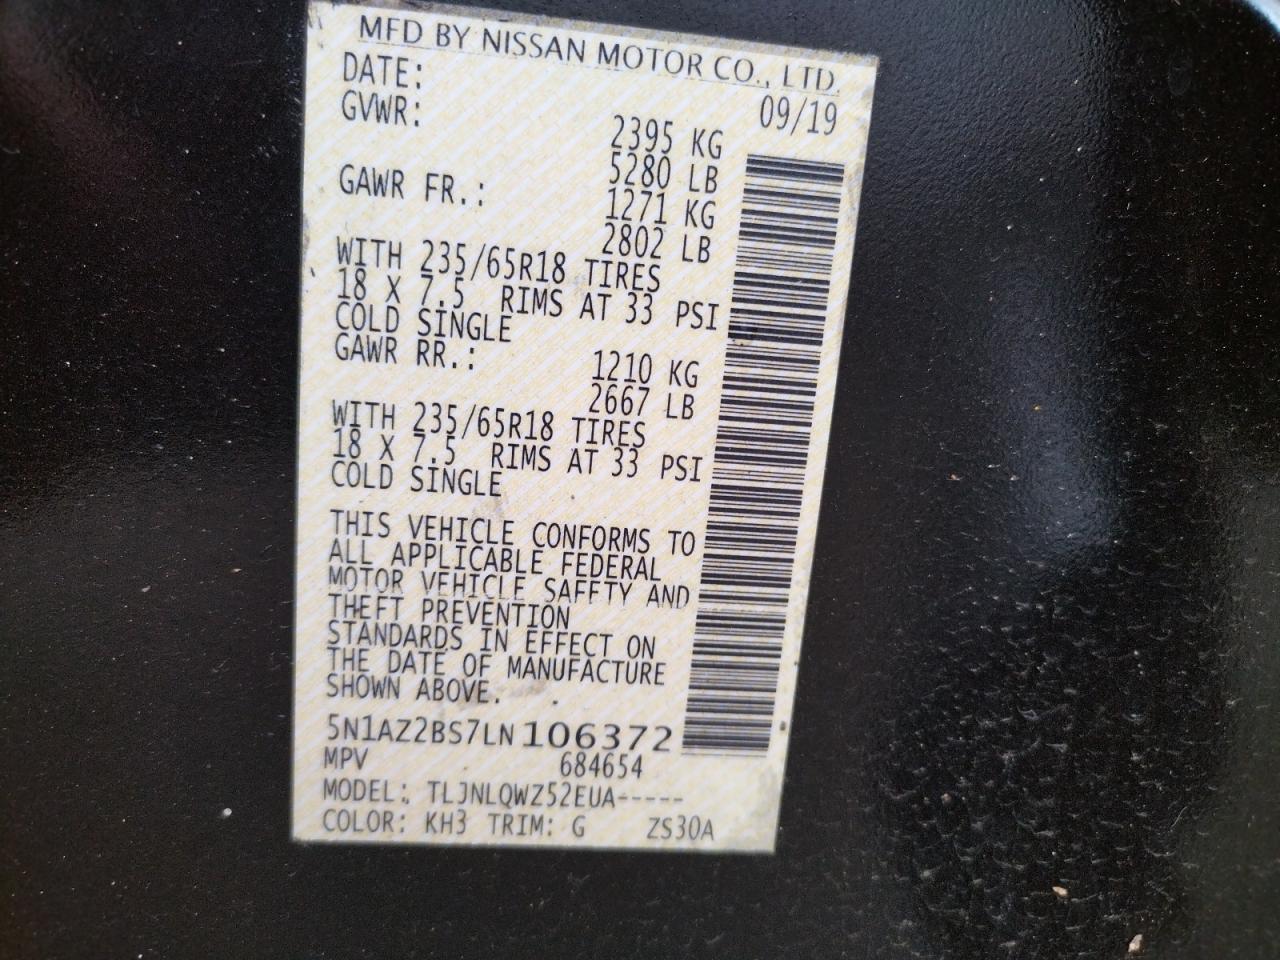 MFD BY NISSAN MOTOR CO., LTD.
DATE: 09/19
GVWR: 2395 KG
5280 LB
GAWR FR.: 1271 KG
2802 LB
WITH 235/65R18 TIRES
18 X 7.5 RIMS AT 33 PSI
COLD SINGLE
GAWR RR.: 1210 KG
2667 LB
WITH 235/65R18 TIRES
18 X 7.5 RIMS AT 33 PSI
COLD SINGLE
THIS VEHICLE CONFORMS TO
ALL APPLICABLE FEDERAL
MOTOR VEHICLE SAFETY AND
THEFT PREVENTION
STANDARDS IN EFFECT ON
THE DATE OF MANUFACTURE
SHOWN ABOVE.
5N1AZ2BS7LN106372
MPV 684654
MODEL: TLJNLQWZ52EUA-----
COLOR: KH3 TRIM: G ZS30A